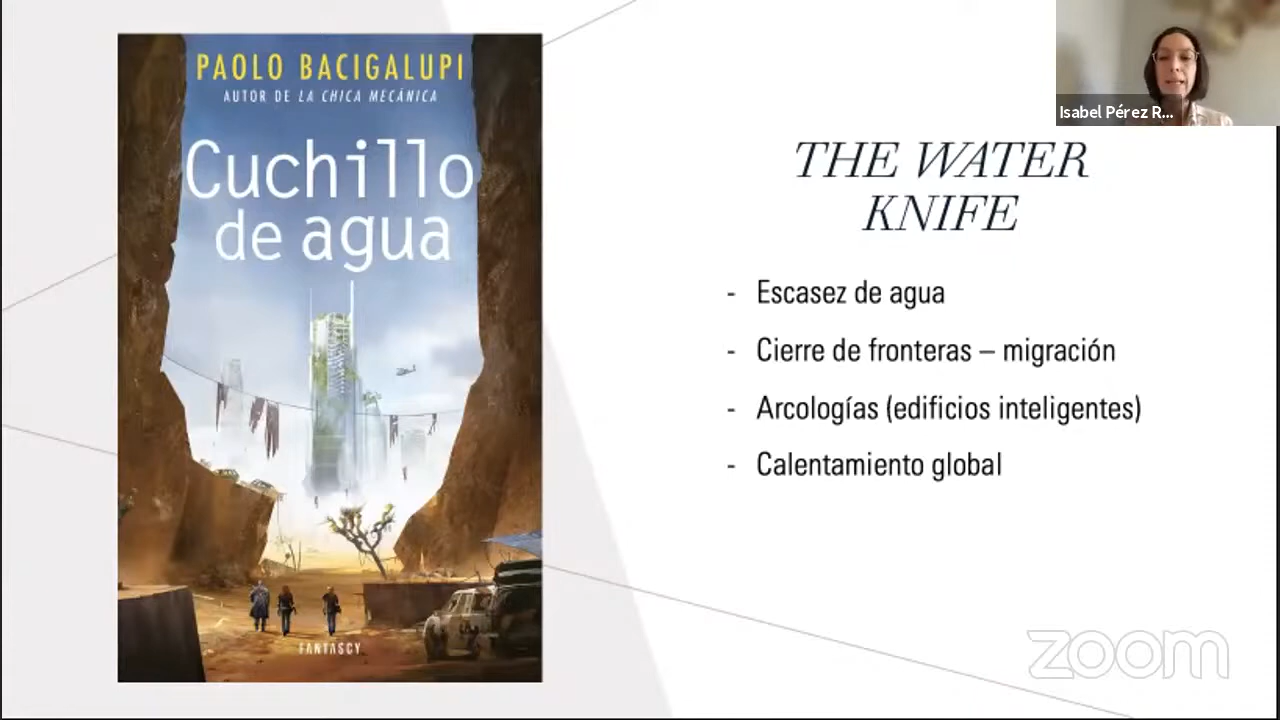 PAOLO BACIGALUPI
AUTOR DE LA CHICA MECÁNICA
Cuchillo
de agua
FANTASCY
Isabel Pérez R...
THE WATER
KNIFE
- Escasez de agua
- Cierre de fronteras – migración
- Arcologías (edificios inteligentes)
- Calentamiento global
zoom